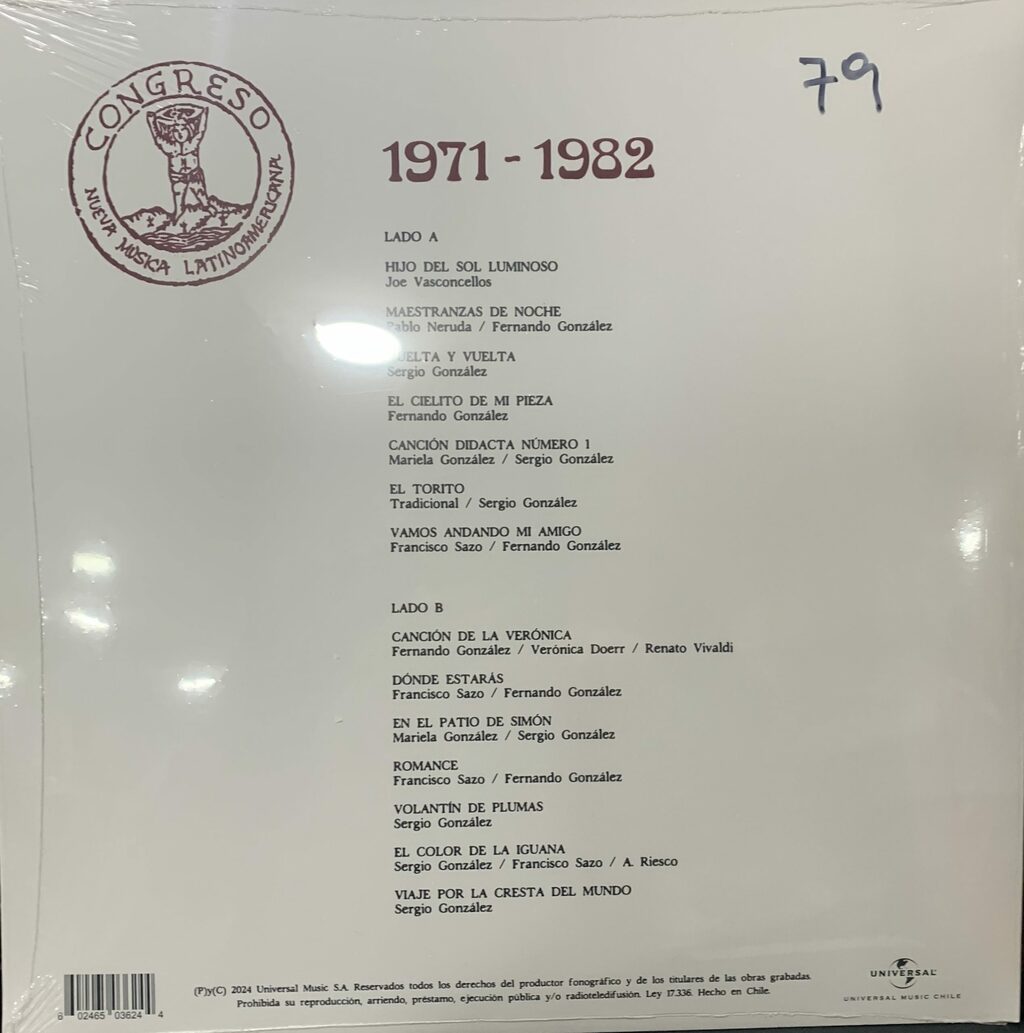 CONGRESO
NUEVA MÚSICA LATINOAMERICANA
79
1971 - 1982
LADO A
HIJO DEL SOL LUMINOSO
Joe Vasconcellos
MAESTRANZAS DE NOCHE
Pablo Neruda / Fernando González
VUELTA Y VUELTA
Sergio González
EL CIELITO DE MI PIEZA
Fernando González
CANCIÓN DIDACTA NÚMERO 1
Mariela González / Sergio González
EL TORITO
Tradicional / Sergio González
VAMOS ANDANDO MI AMIGO
Francisco Sazo / Fernando González
LADO B
CANCIÓN DE LA VERÓNICA
Fernando González / Verónica Doerr / Renato Vivaldi
DÓNDE ESTARÁS
Francisco Sazo / Fernando González
EN EL PATIO DE SIMÓN
Mariela González / Sergio González
ROMANCE
Francisco Sazo / Fernando González
VOLANTÍN DE PLUMAS
Sergio González
EL COLOR DE LA IGUANA
Sergio González / Francisco Sazo / A. Riesco
VIAJE POR LA CRESTA DEL MUNDO
Sergio González
(P)y(C) 2024 Universal Music S.A. Reservados todos los derechos del productor fonográfico y de los titulares de las obras grabadas.
Prohibida su reproducción, arriendo, préstamo, ejecución pública y/o radioteledifusión. Ley 17.336. Hecho en Chile.
6 02465 03624 4
UNIVERSAL
UNIVERSAL MUSIC CHILE